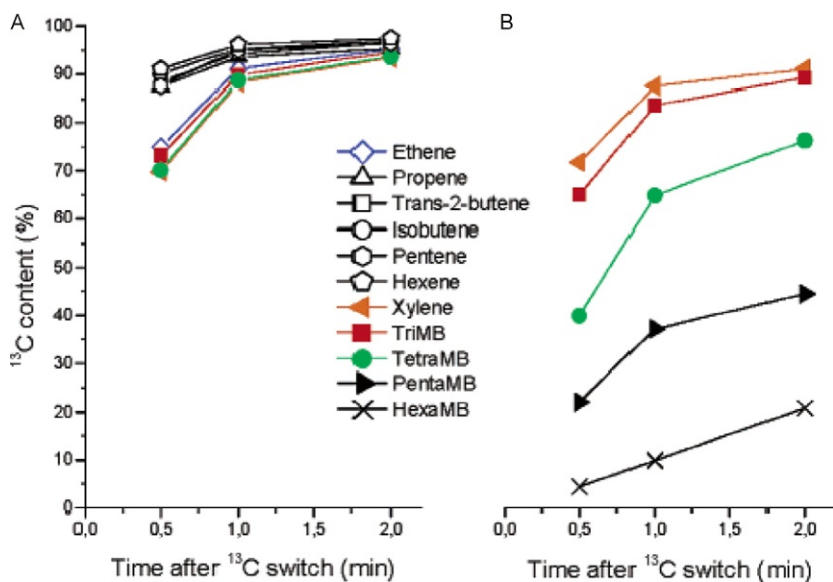 A
B
100
90
80
70
60
50
40
30
20
10
0
¹³C content (%)
Ethene
Propene
Trans-2-butene
Isobutene
Pentene
Hexene
Xylene
TriMB
TetraMB
PentaMB
HexaMB
0,0 0,5 1,0 1,5 2,0
0,0 0,5 1,0 1,5 2,0
Time after ¹³C switch (min)
Time after ¹³C switch (min)